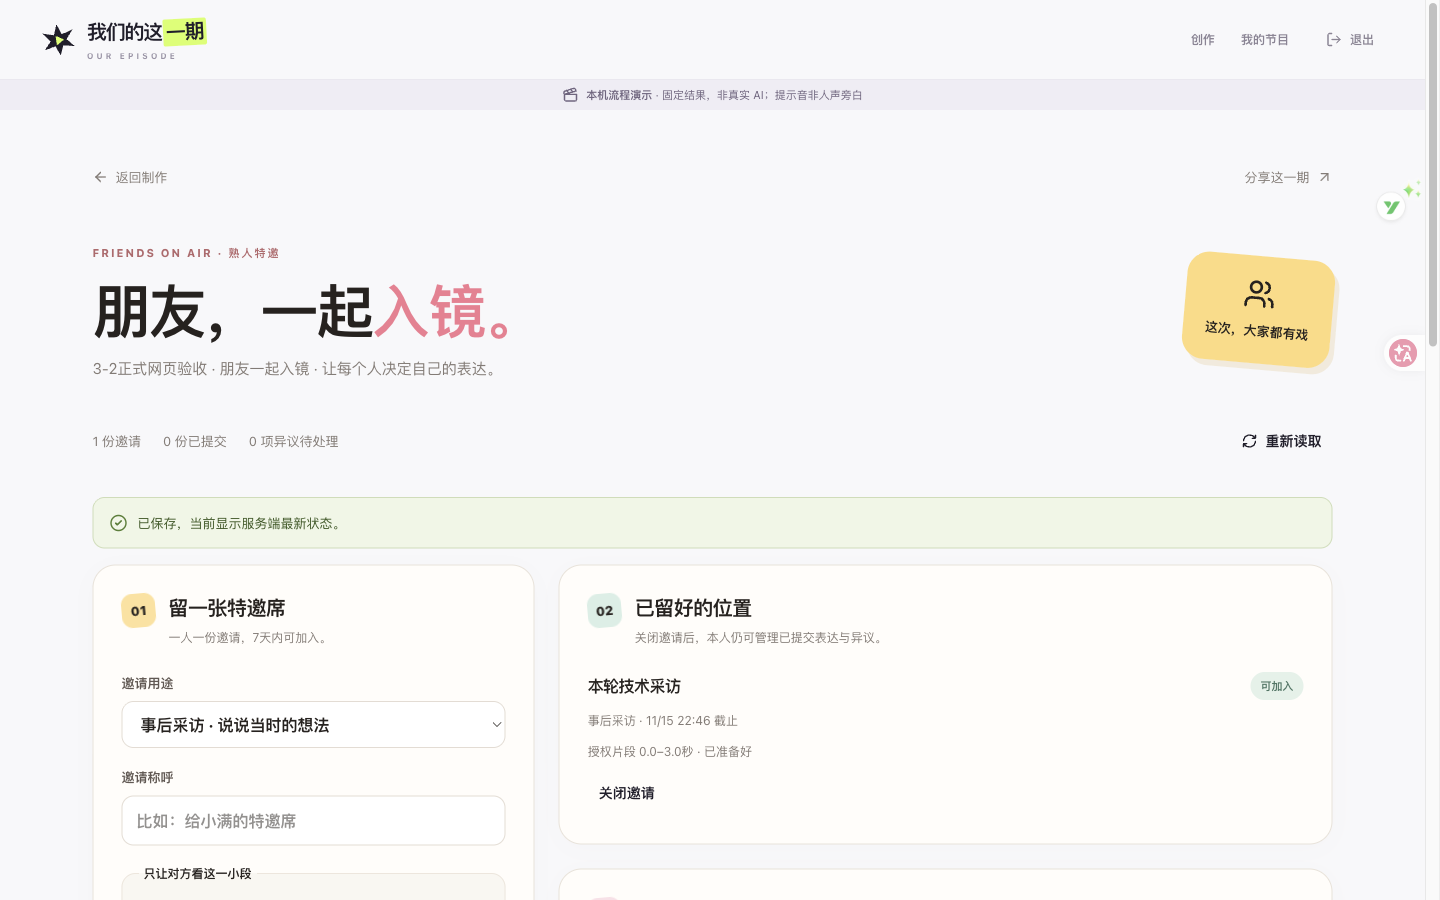 我们的这一期
OUR EPISODE
创作
我的节目
退出
本机流程演示 · 固定结果，非真实 AI；提示音非人声旁白
返回制作
分享这一期
FRIENDS ON AIR · 熟人特邀
朋友，一起入镜。
3-2正式网页验收 · 朋友一起入镜 · 让每个人决定自己的表达。
这次，大家都有戏
1 份邀请
0 份已提交
0 项异议待处理
重新读取
已保存，当前显示服务端最新状态。
01
留一张特邀席
一人一份邀请，7天内可加入。
邀请用途
事后采访 · 说说当时的想法
邀请称呼
比如：给小满的特邀席
只让对方看这一小段
02
已留好的位置
关闭邀请后，本人仍可管理已提交表达与异议。
本轮技术采访
可加入
事后采访 · 11/15 22:46 截止
授权片段 0.0–3.0秒 · 已准备好
关闭邀请